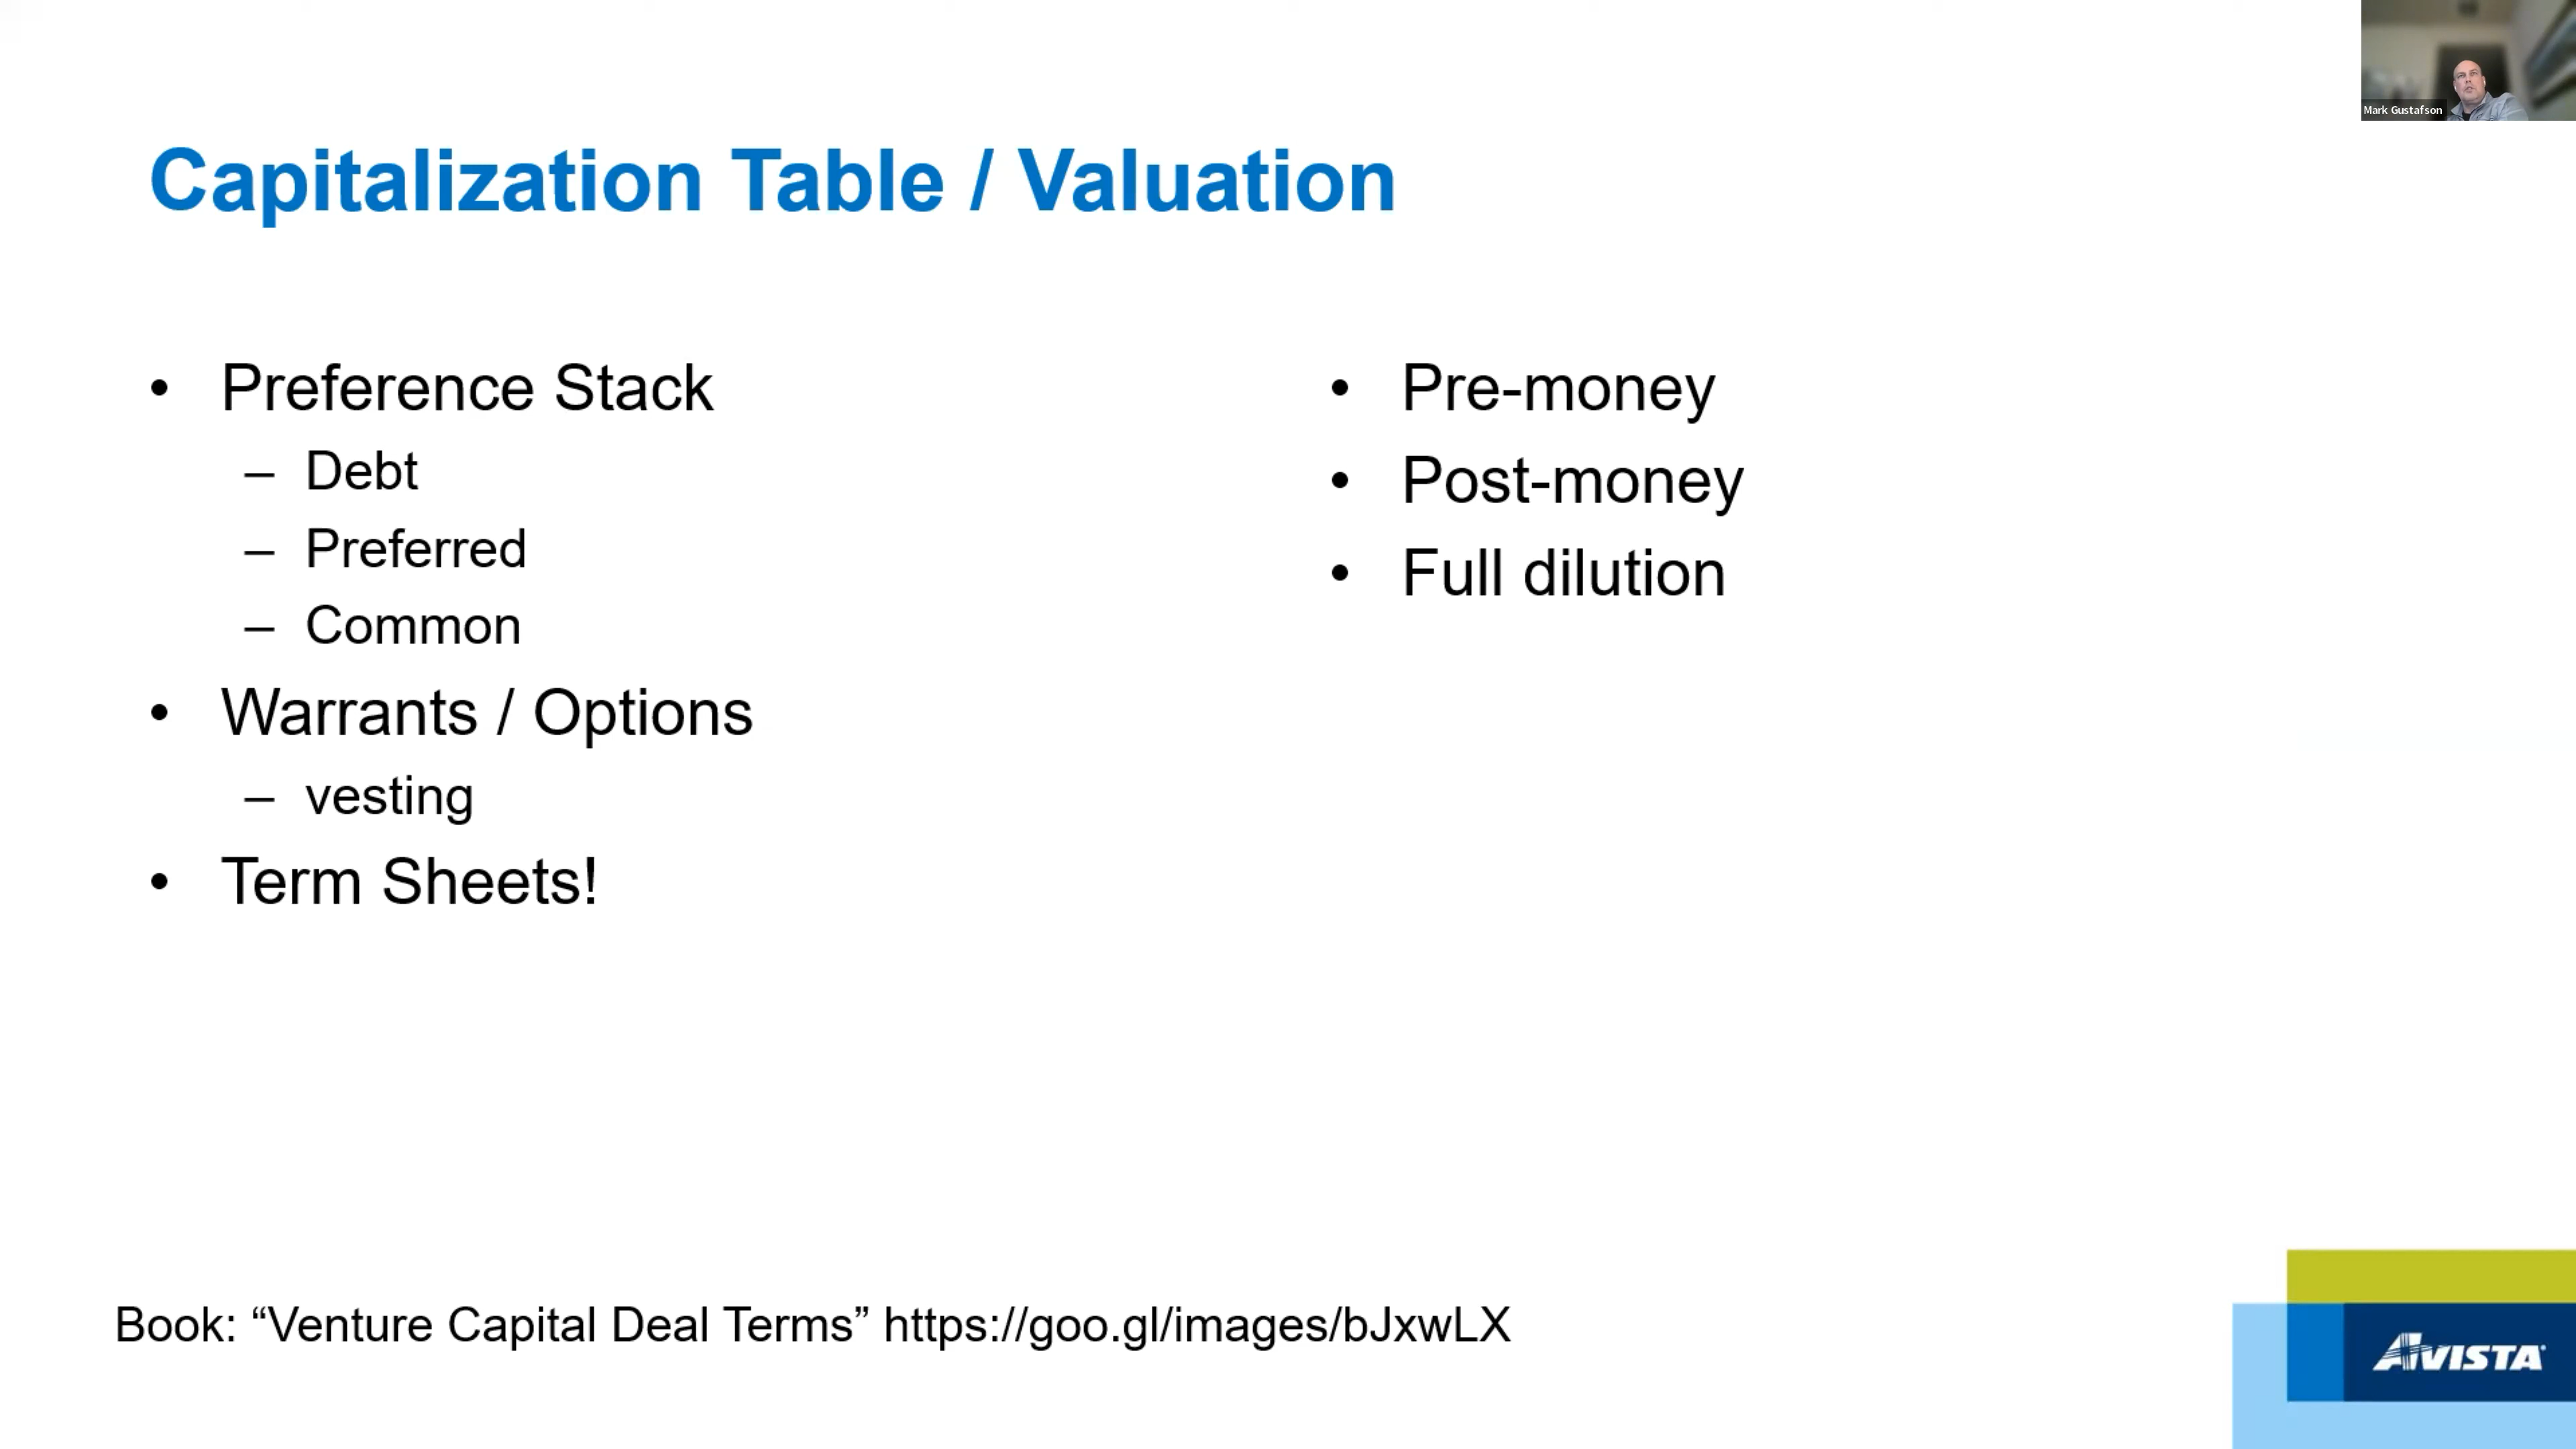 Mark Gustafson
Capitalization Table / Valuation
• Preference Stack
– Debt
– Preferred
– Common
• Warrants / Options
– vesting
• Term Sheets!
• Pre-money
• Post-money
• Full dilution
Book: “Venture Capital Deal Terms” https://goo.gl/images/bJxwLX
AVISTA